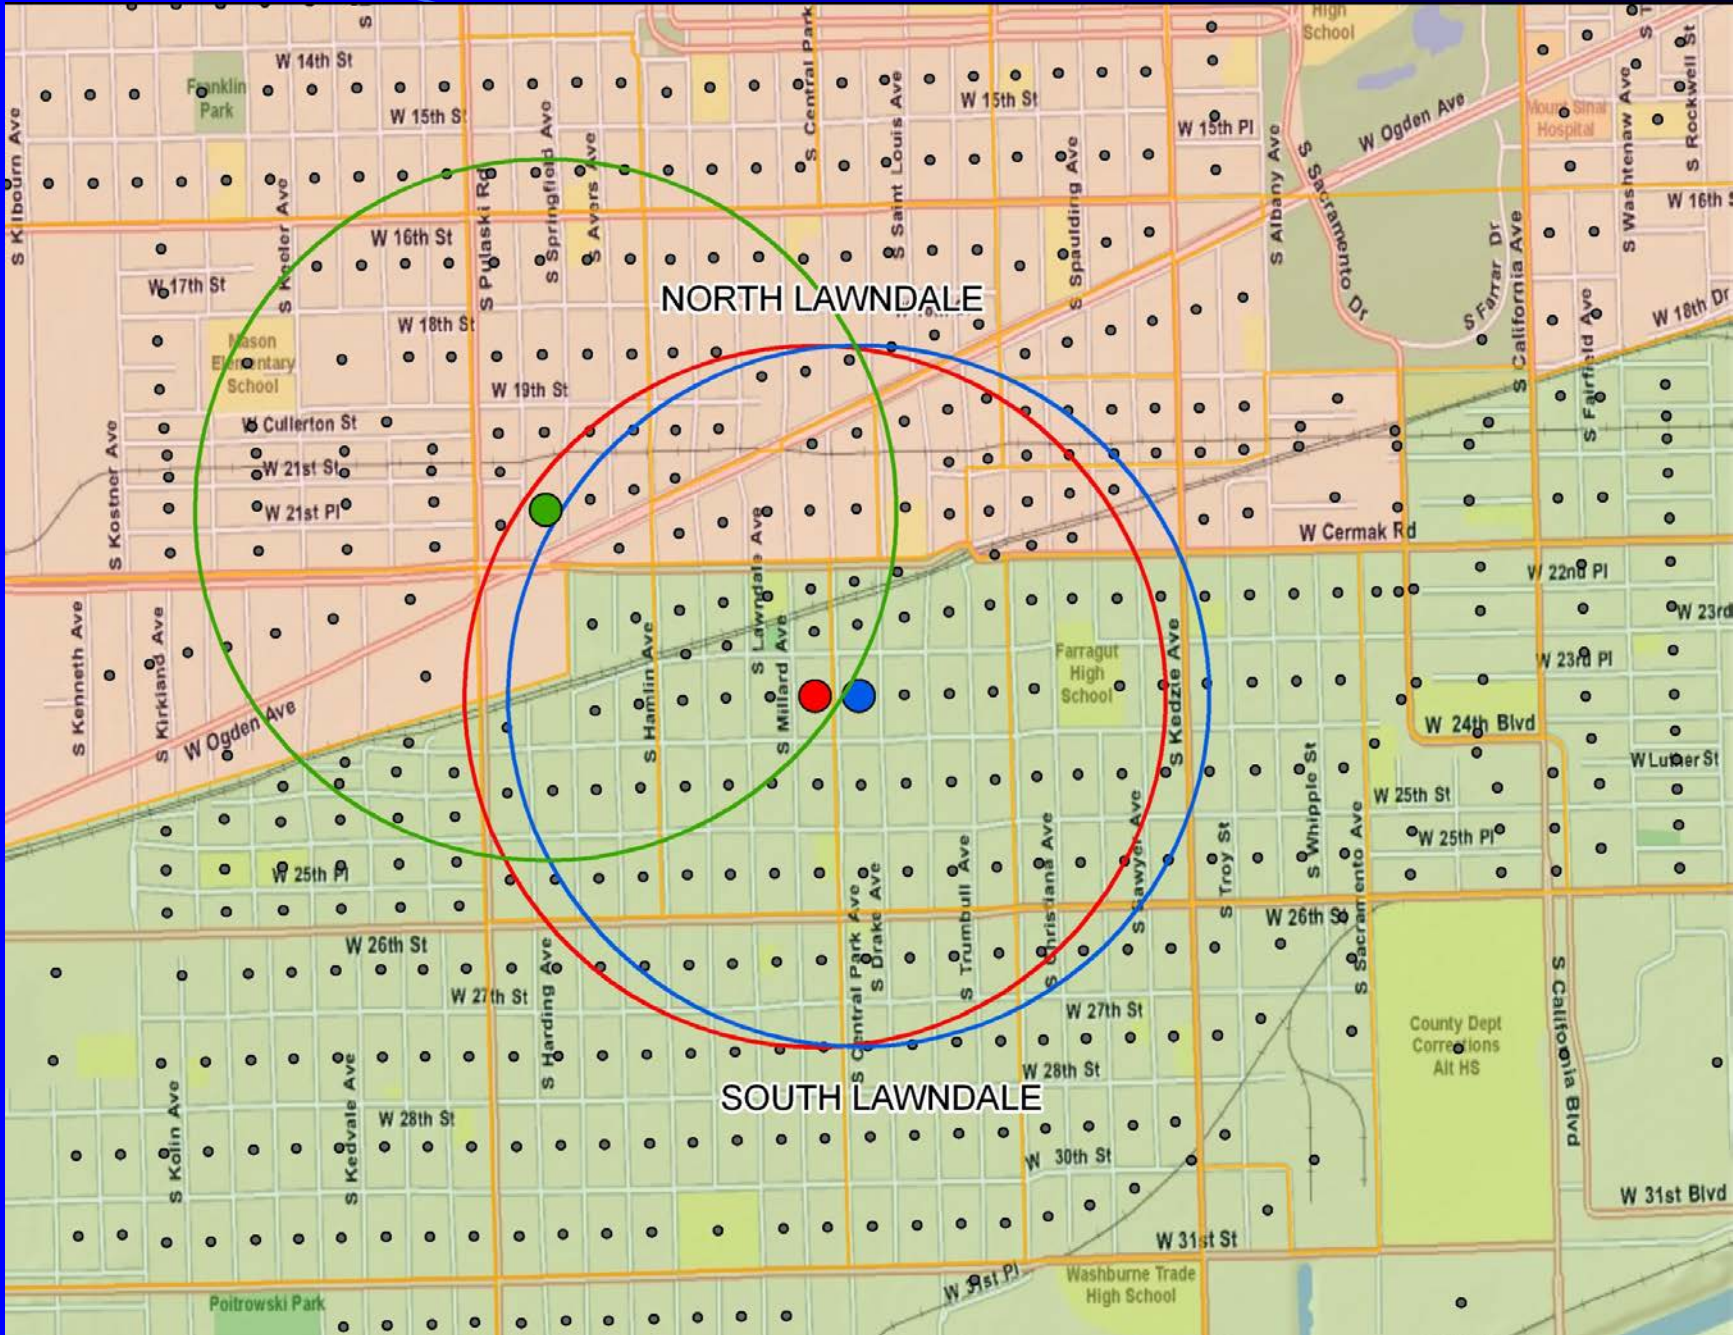 High
School
W 14th St
Franklin
Park
S Central Park
W 15th St
W 15th St
W 15th Pl
Mount Sinai
Hospital
W Ogden Ave
S Kilbourn Ave
S Springfield Ave
S Avers Ave
S Saint Louis Ave
S Spaulding Ave
S Albany Ave
S Sacramento Dr
S Washtenaw Ave
S Rockwell St
W 16th S
S Keeler Ave
S Pulaski Rd
W 16th St
W 17th St
S Farrar Dr
S California Ave
S Fairfield Ave
W 18th Dr
NORTH LAWNDALE
W 18th St
Mason
Elementary
School
W 19th St
W Cullerton St
W 21st St
W 21st Pl
S Kostner Ave
W Cermak Rd
W 22nd Pl
W 23rd
W 23rd Pl
S Kenneth Ave
S Kirkland Ave
S Hamlin Ave
S Lawndale Ave
S Millard Ave
Farragut
High
School
S Kedzie Ave
W Ogden Ave
W 24th Blvd
W Luther St
W 25th St
W 25th Pl
S Whipple St
S Sacramento Ave
S Troy St
S Sawyer Ave
S Christiana Ave
S Trumbull Ave
S Drake Ave
S Central Park Ave
W 25th Pl
W 26th St
W 26th St
W 27th St
S Harding Ave
W 27th St
S California Blvd
County Dept
Corrections
Alt HS
W 28th St
SOUTH LAWNDALE
S Kolin Ave
S Kedvale Ave
W 28th St
W 30th St
W 31st Blvd
W 31st St
W 31st Pl
Washburne Trade
High School
Poitrowski Park